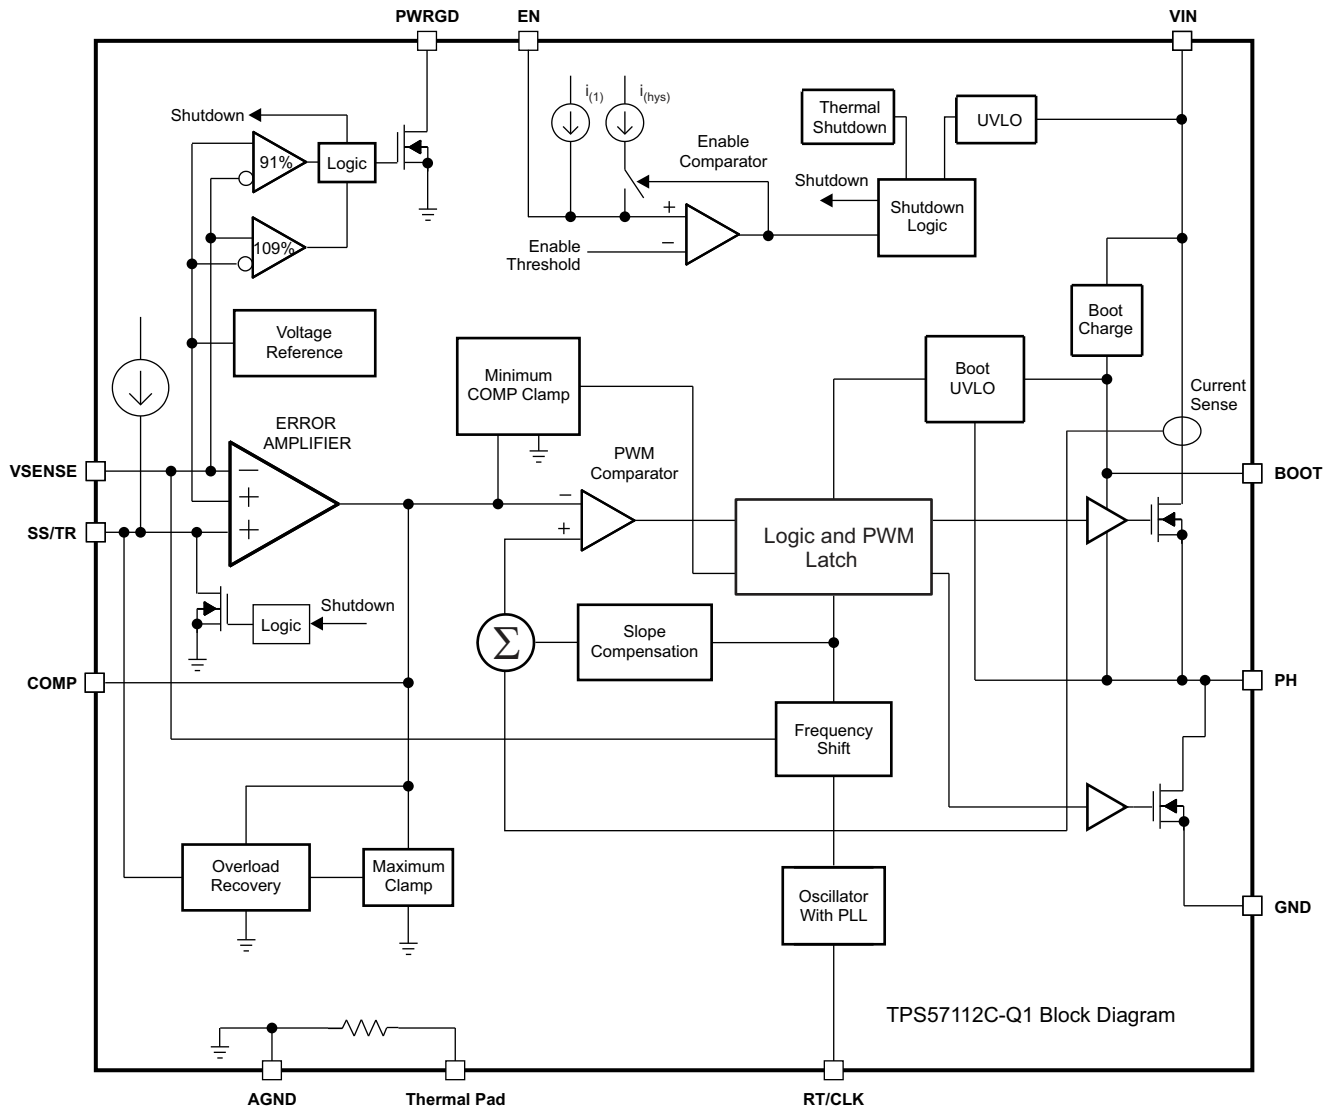 PWRGD
EN
VIN
i(1)
i(hys)
Shutdown
91%
Logic
109%
Enable
Comparator
+
−
Enable
Threshold
Thermal
Shutdown
UVLO
Shutdown
Shutdown
Logic
Boot
Charge
Voltage
Reference
Minimum
COMP Clamp
Boot
UVLO
Current
Sense
ERROR
AMPLIFIER
VSENSE
−
+
+
SS/TR
PWM
Comparator
−
+
BOOT
Logic and PWM
Latch
Logic
Shutdown
Σ
Slope
Compensation
COMP
PH
Frequency
Shift
Overload
Recovery
Maximum
Clamp
Oscillator
With PLL
GND
TPS57112C-Q1 Block Diagram
AGND
Thermal Pad
RT/CLK